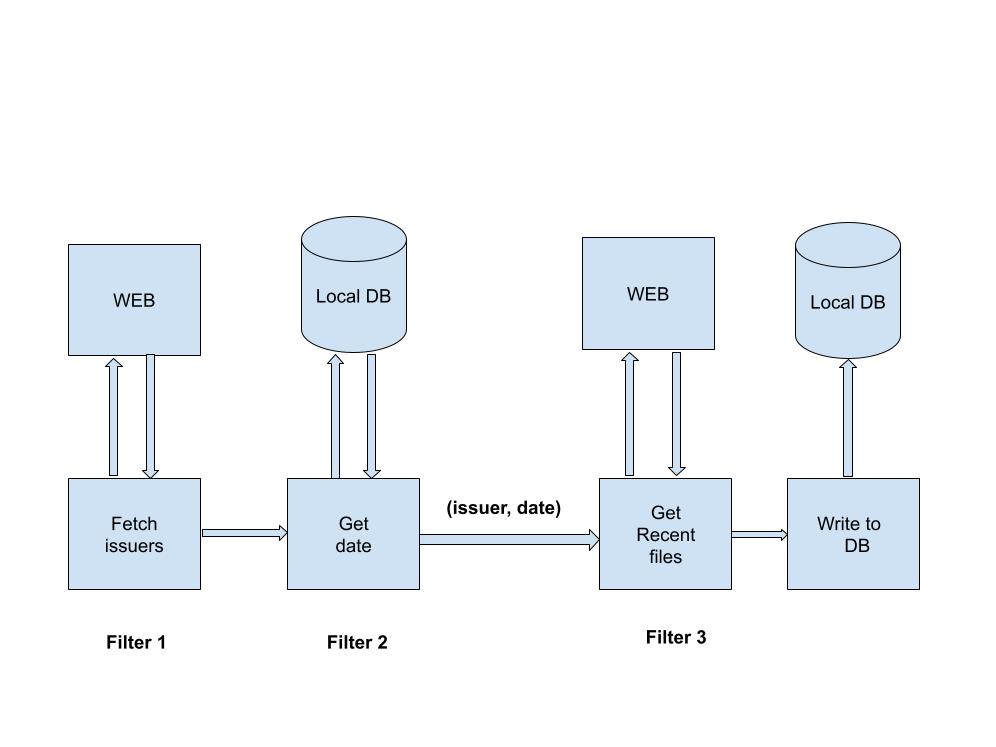 WEB
Local DB
WEB
Local DB
(issuer, date)
Fetch
issuers
Get
date
Get
Recent
files
Write to
DB
Filter 1
Filter 2
Filter 3